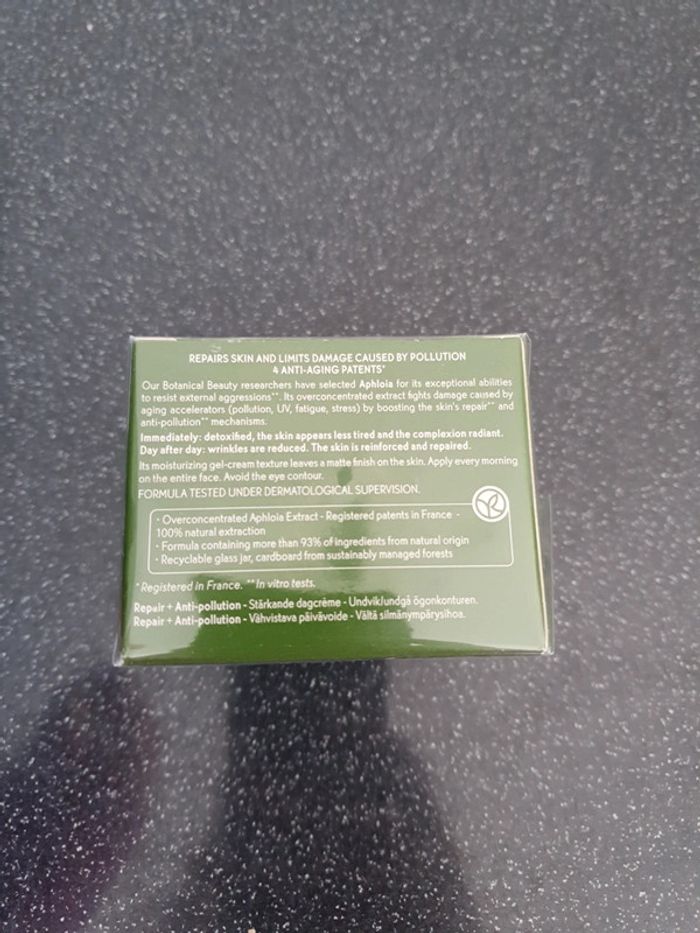 REPAIRS SKIN AND LIMITS DAMAGE CAUSED BY POLLUTION
4 ANTI-AGING PATENTS*
Our Botanical Beauty researchers have selected Aphloia for its exceptional abilities
to resist external aggressions**. Its overconcentrated extract fights damage caused by
aging accelerators (pollution, UV, fatigue, stress) by boosting the skin's repair** and
anti-pollution** mechanisms.
Immediately: detoxified, the skin appears less tired and the complexion radiant.
Day after day: wrinkles are reduced. The skin is reinforced and repaired.
Its moisturizing gel-cream texture leaves a matte finish on the skin. Apply every morning
on the entire face. Avoid the eye contour.
FORMULA TESTED UNDER DERMATOLOGICAL SUPERVISION.
· Overconcentrated Aphloia Extract - Registered patents in France -
100% natural extraction
· Formula containing more than 93% of ingredients from natural origin
· Recyclable glass jar, cardboard from sustainably managed forests
*Registered in France. **In vitro tests.
Repair + Anti-pollution - Stärkande dagcrème - Undvik undgå ögonkonturen.
Repair + Anti-pollution - Vahvistava päivävoide - Vältä silmänympärysihoa.